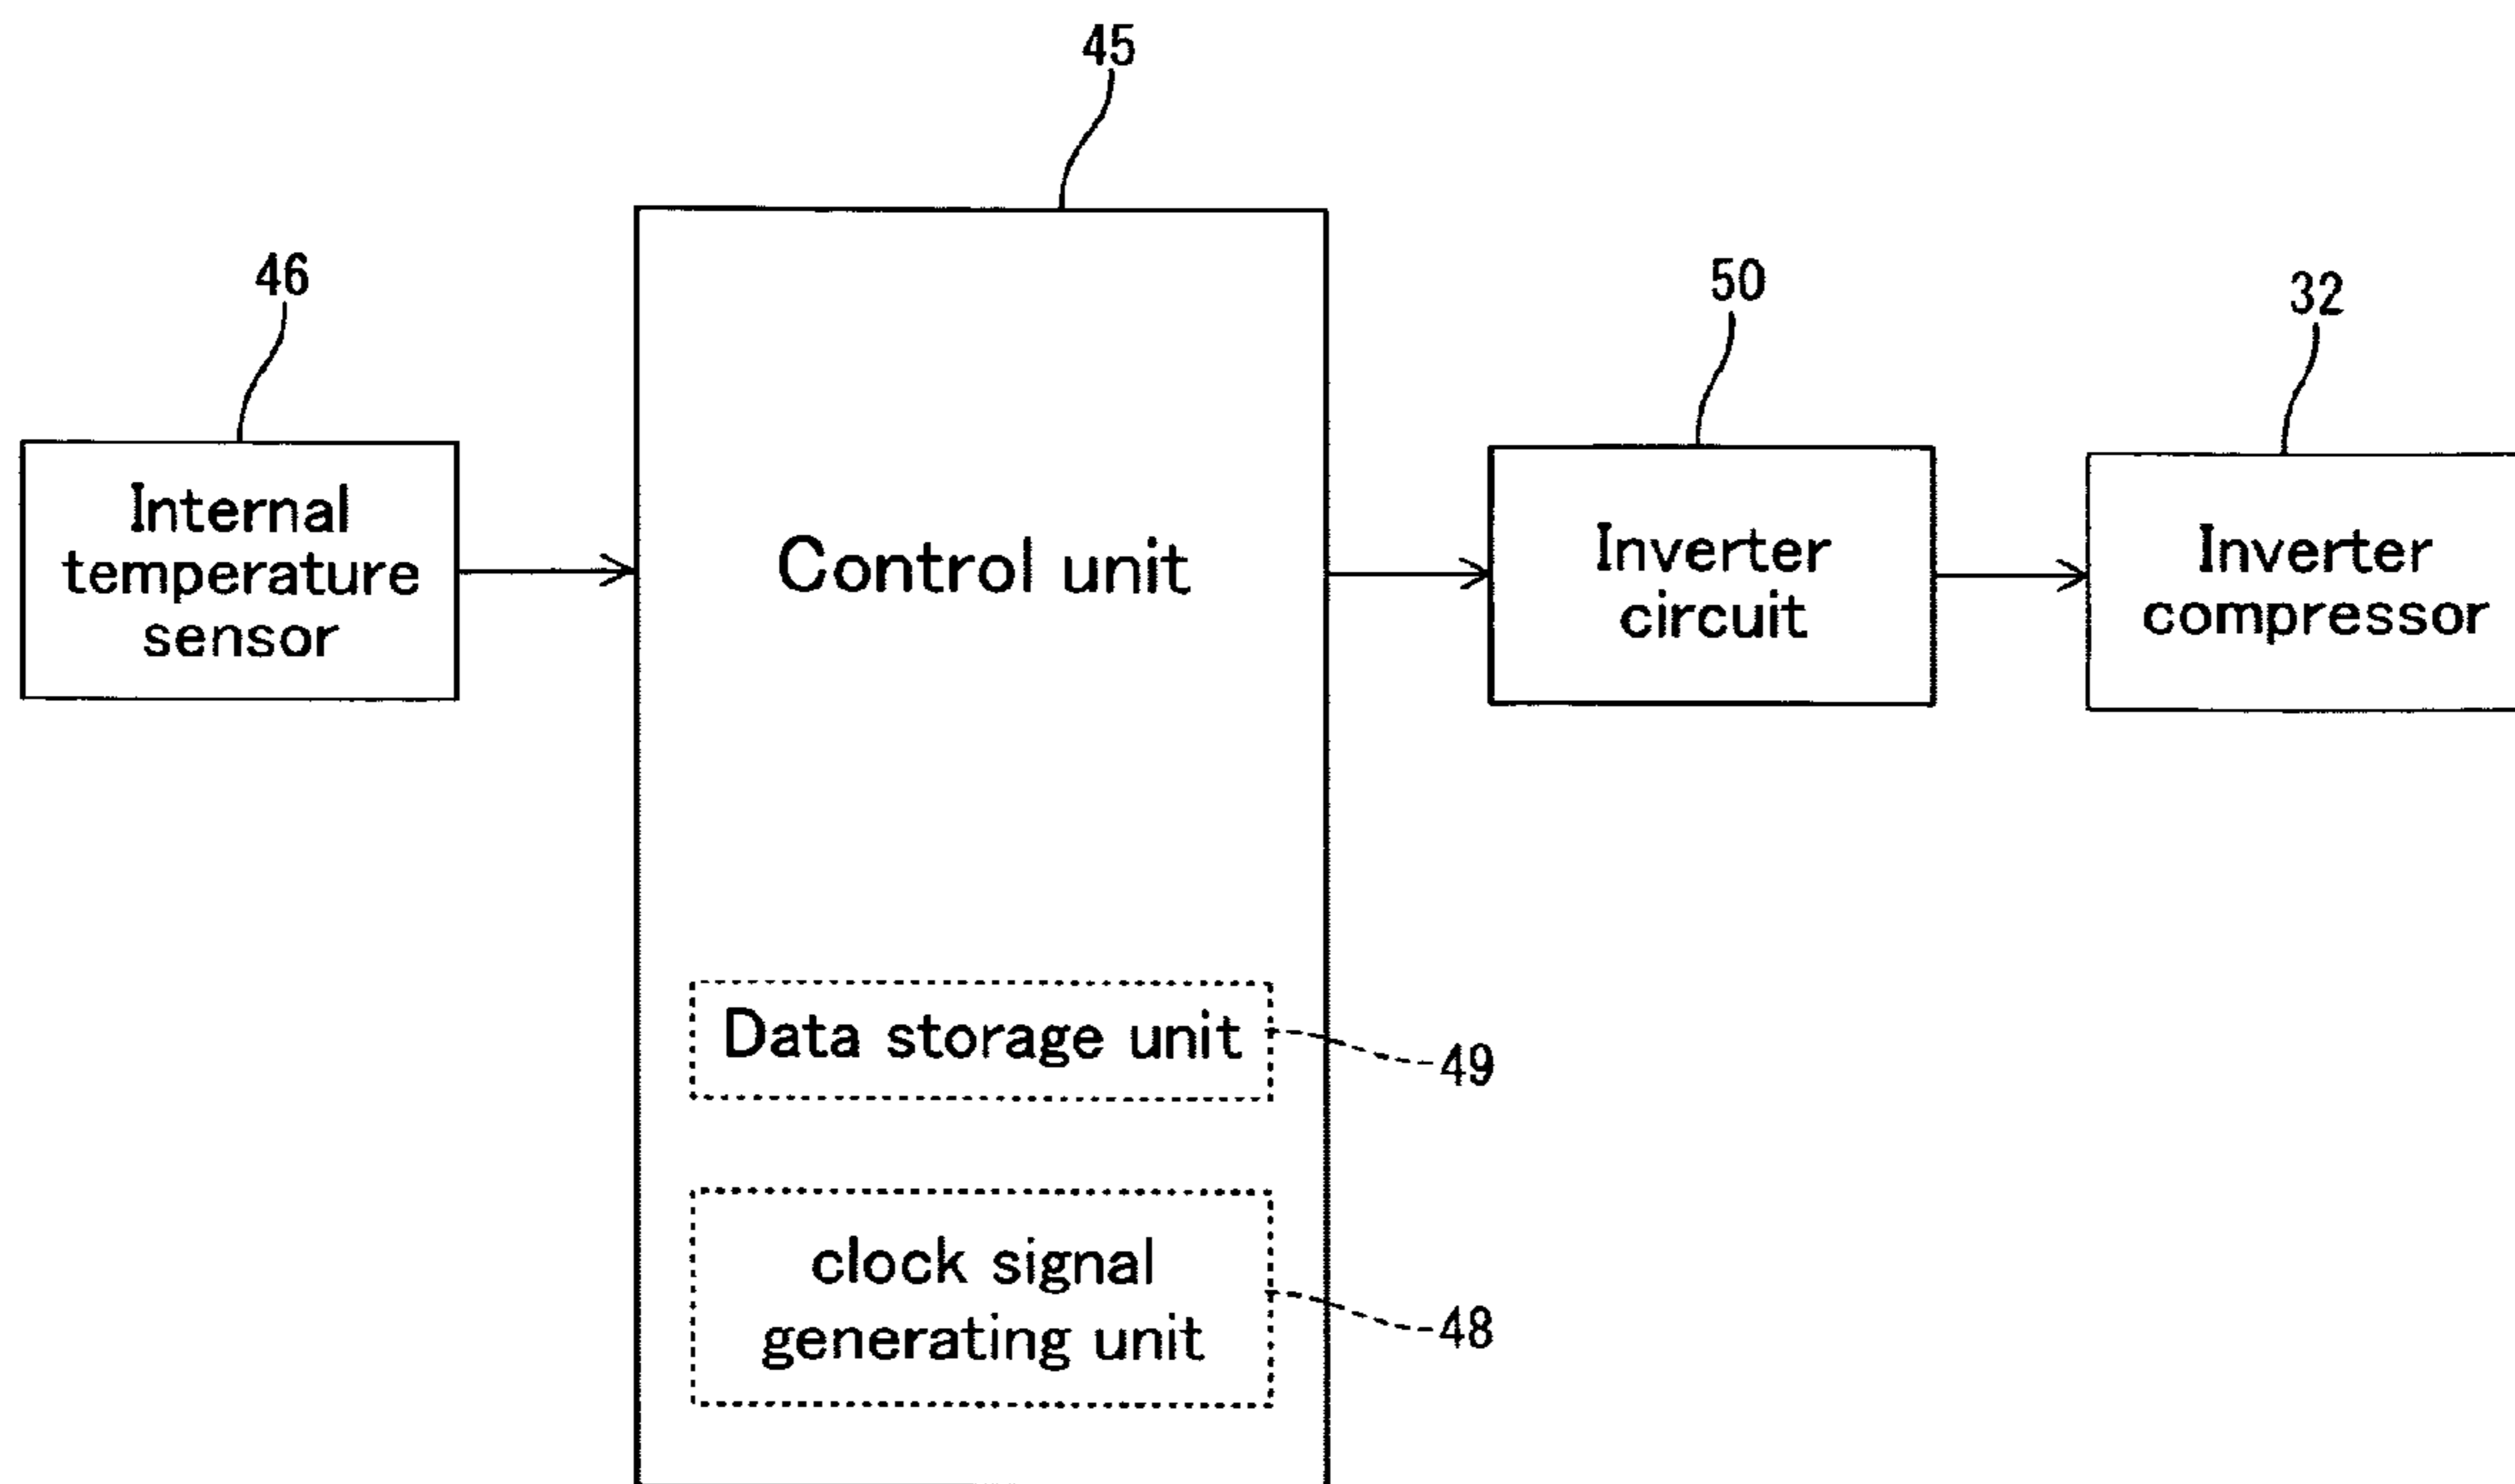 45
46
50
32
Internal
temperature
sensor
Control unit
Inverter
circuit
Inverter
compressor
Data storage unit
49
clock signal
generating unit
48